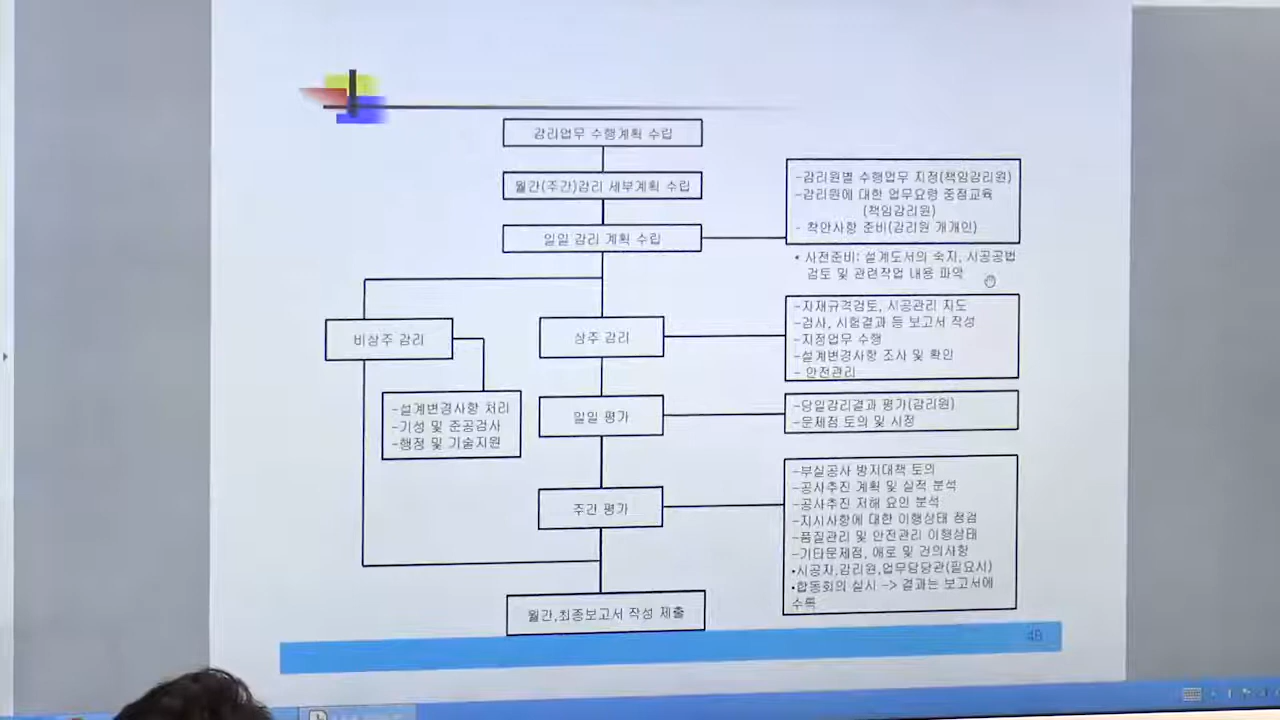 감리업무 수행계획 수립
월간(주간)감리 세부계획 수립
일일 감리 계획 수립
-감리원별 수행업무 지정(책임감리원)
-감리원에 대한 업무요령 중점교육
(책임감리원)
- 착안사항 준비(감리원 개개인)
• 사전준비: 설계도서의 숙지, 시공공법
검토 및 관련작업 내용 파악
비상주 감리
-설계변경사항 처리
-기성 및 준공검사
-행정 및 기술지원
상주 감리
-자재규격검토, 시공관리 지도
-검사, 시험결과 등 보고서 작성
-지정업무 수행
-설계변경사항 조사 및 확인
- 안전관리
일일 평가
-당일감리결과 평가(감리원)
-문제점 토의 및 시정
주간 평가
-부실공사 방지대책 토의
-공사추진 계획 및 실적 분석
-공사추진 저해 요인 분석
-지시사항에 대한 이행상태 점검
-품질관리 및 안전관리 이행상태
-기타문제점, 애로 및 건의사항
•시공자,감리원,업무담당관(필요시)
•합동회의 실시 -> 결과는 보고서에
수록
월간,최종보고서 작성 제출
49